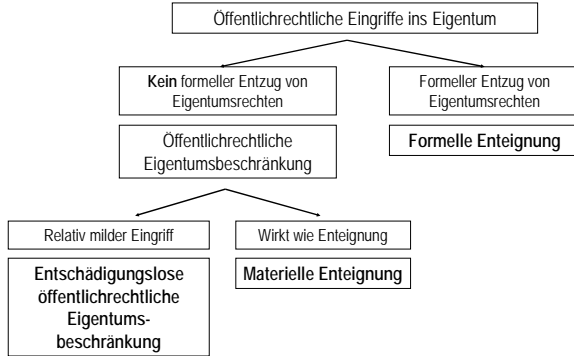 Öffentlichrechtliche Eingriffe ins Eigentum
Kein formeller Entzug von
Eigentumsrechten
Formeller Entzug von
Eigentumsrechten
Öffentlichrechtliche
Eigentumsbeschränkung
Formelle Enteignung
Relativ milder Eingriff
Wirkt wie Enteignung
Entschädigungslose
öffentlichrechtliche
Eigentums-
beschränkung
Materielle Enteignung